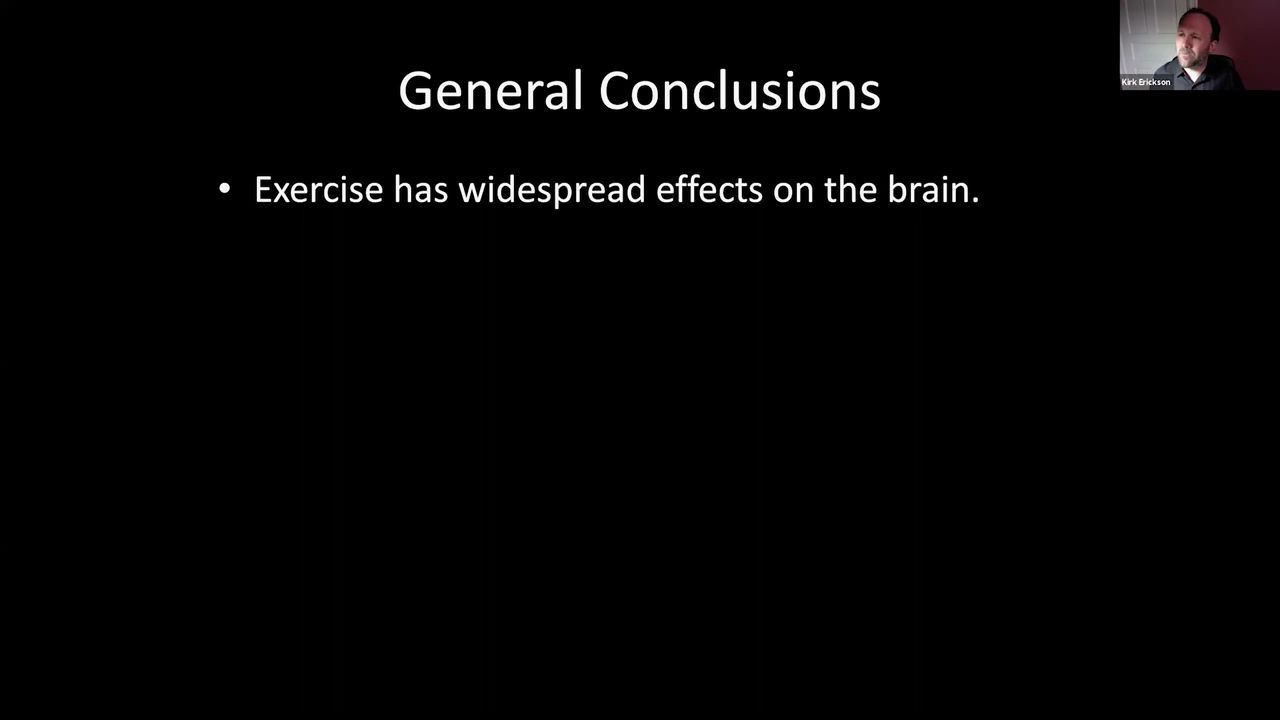 General Conclusions
• Exercise has widespread effects on the brain.
Kirk Erickson